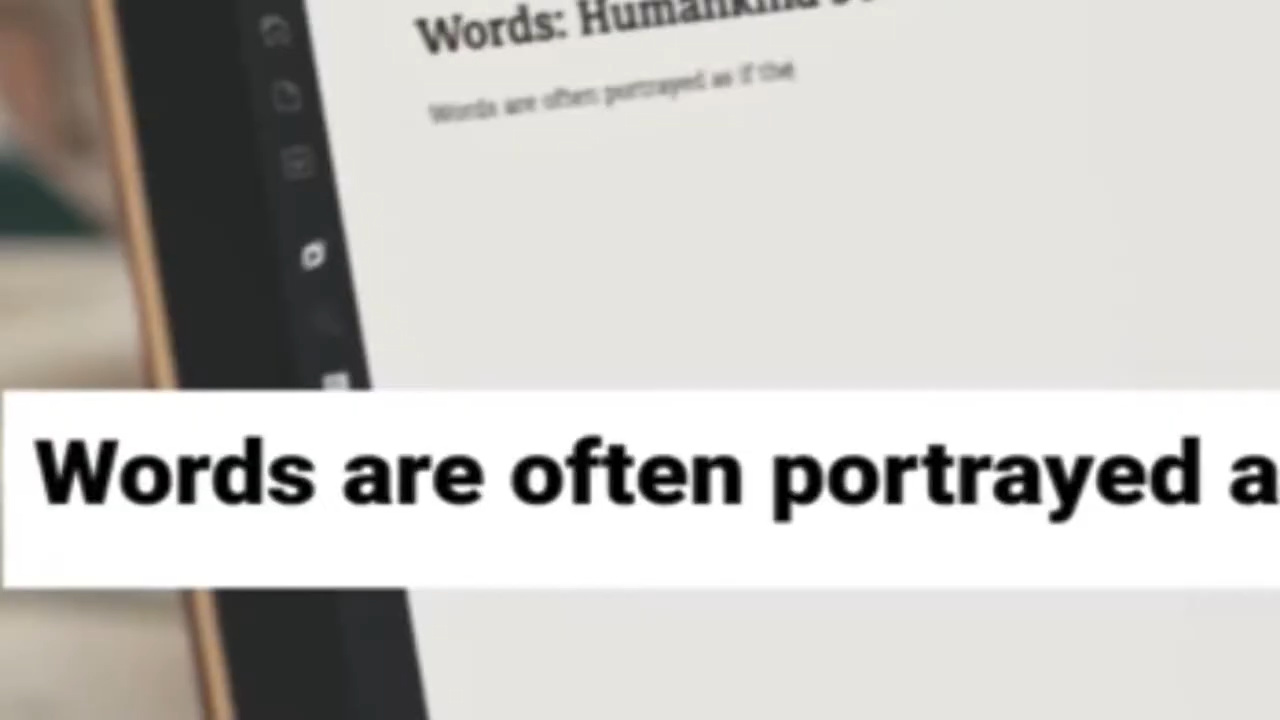 Words: Humankind
Words are often portrayed as if the
Words are often portrayed a